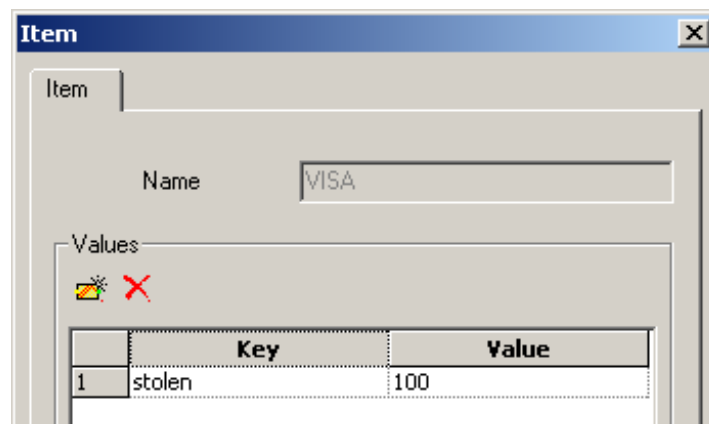 Item
Item
Name VISA
Values
Key Value
1 stolen 100